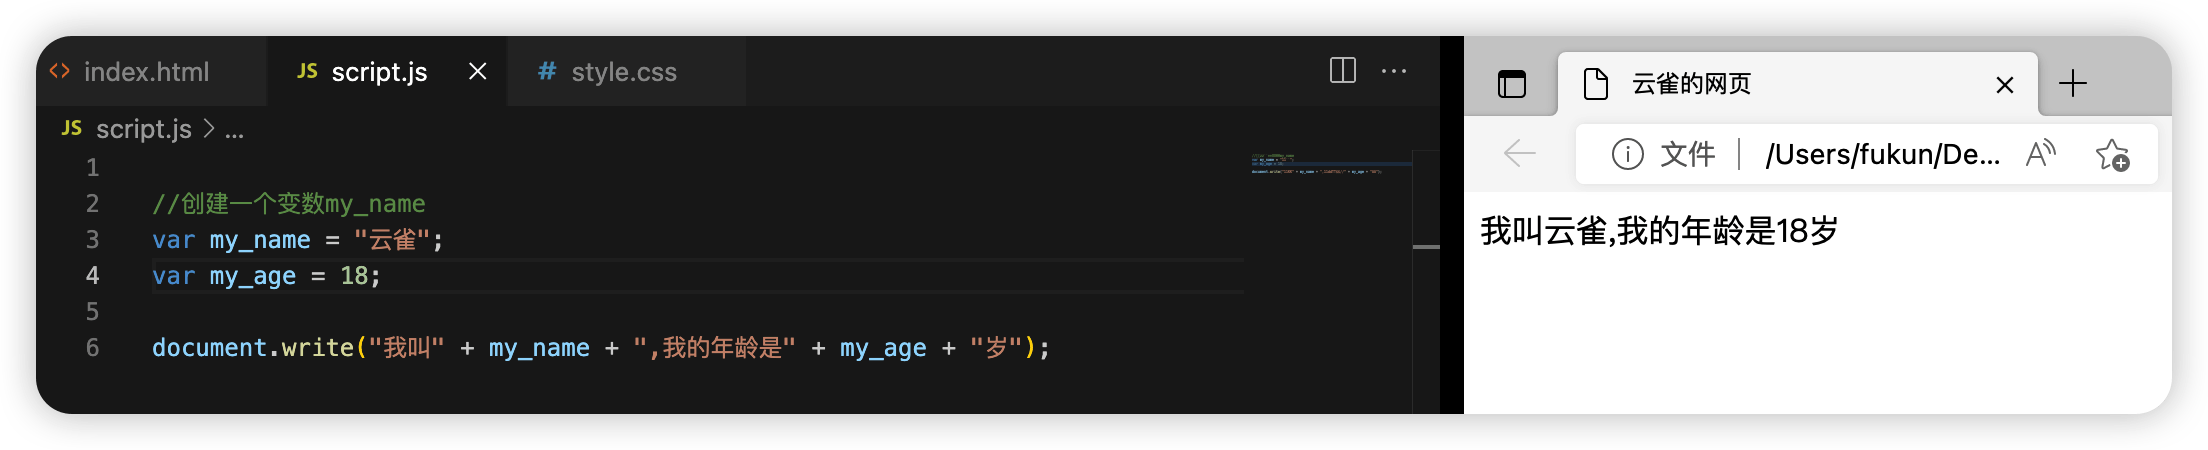 index.html JS script.js # style.css
JS script.js > ...
1
2 //创建一个变数my_name
3 var my_name = "云雀";
4 var my_age = 18;
5
6 document.write("我叫" + my_name + ",我的年龄是" + my_age + "岁");
云雀的网页
文件 /Users/fukun/De...
我叫云雀,我的年龄是18岁